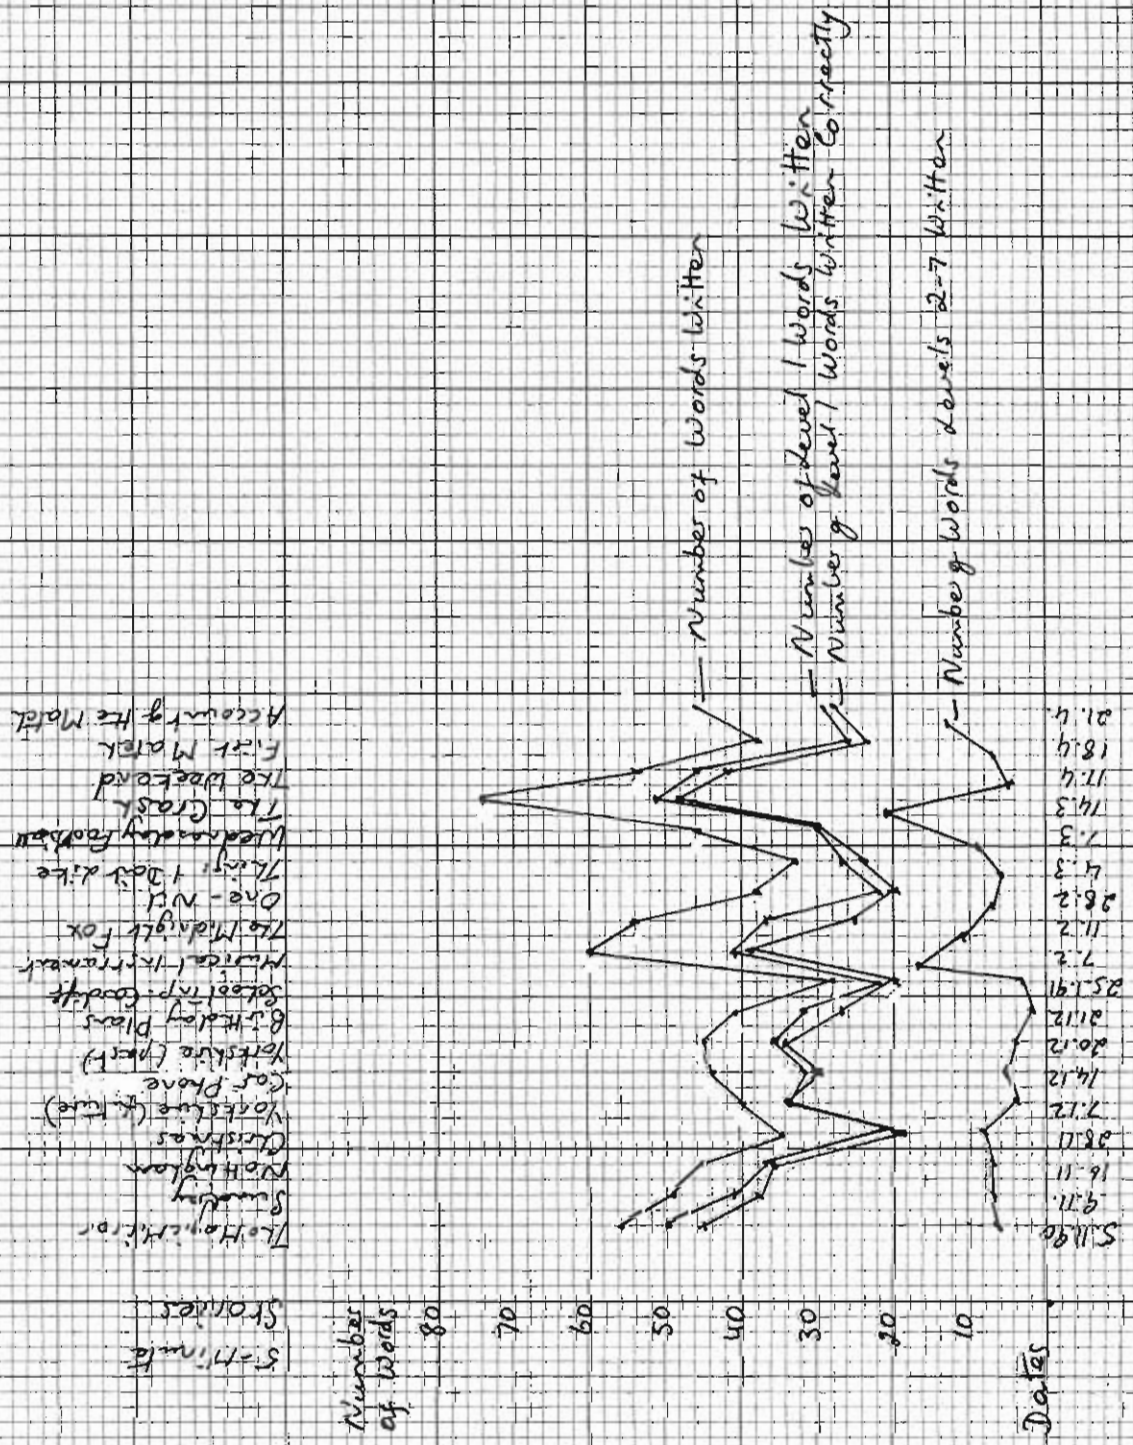 5-Minute
Stories
The Magic Mirror
Sunday
Nottingham
Christmas
Yorkshire (future)
Car Phone
Yorkshire (past)
Birthday Plans
School trip - Cardiff
Musical Instrument
The Midnight Fox
One-Nil
Things I Don't Like
Wednesday Football
The Crash
The Weekend
First Match
Account of the Match
Number
of Words
80
70
60
50
40
30
20
10
Number of Words Written
Number of Level 1 Words Written
Number of Level 1 Words Written Correctly
Number of Words Levels 2-7 Written
Dates
5.11.90
9.11.
16.11
28.11
7.12
14.12
20.12
21.12
25.1.91
7.2
11.2
28.2
4.3
7.3
14.3
17.4
18.4
21.4.